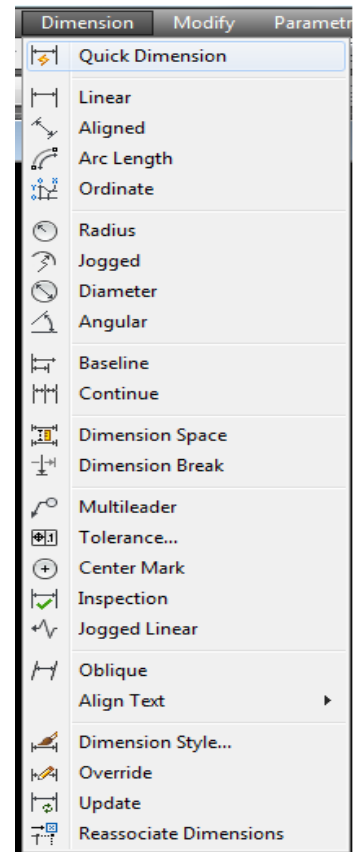 Dimension Modify Parametr
Quick Dimension
Linear
Aligned
Arc Length
Ordinate
Radius
Jogged
Diameter
Angular
Baseline
Continue
Dimension Space
Dimension Break
Multileader
Tolerance...
Center Mark
Inspection
Jogged Linear
Oblique
Align Text
Dimension Style...
Override
Update
Reassociate Dimensions